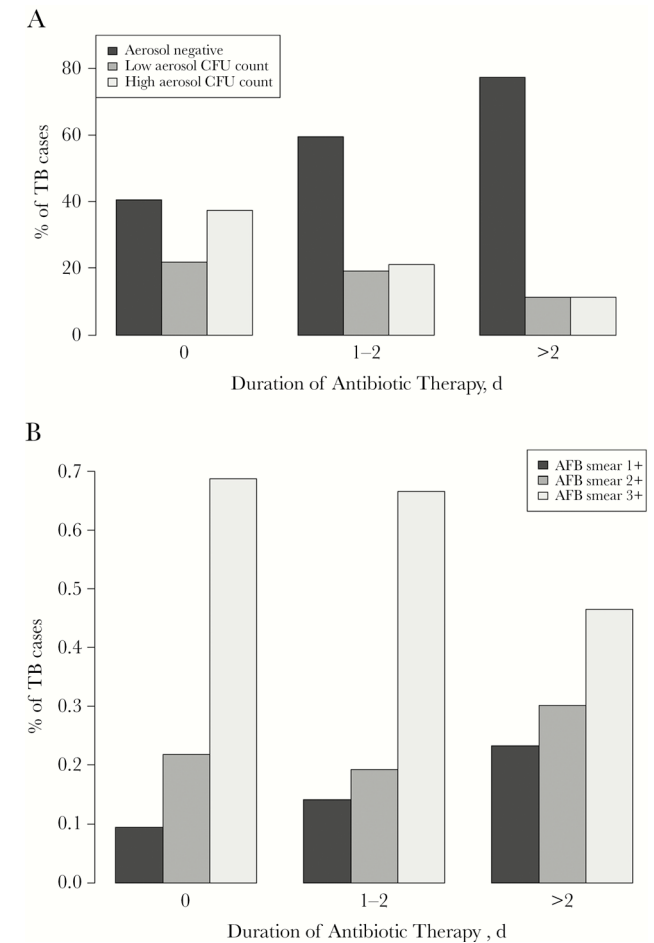 A
Aerosol negative
Low aerosol CFU count
High aerosol CFU count
% of TB cases
80
60
40
20
0
0 1–2 >2
Duration of Antibiotic Therapy, d
B
AFB smear 1+
AFB smear 2+
AFB smear 3+
% of TB cases
0.7
0.6
0.5
0.4
0.3
0.2
0.1
0.0
0 1–2 >2
Duration of Antibiotic Therapy , d